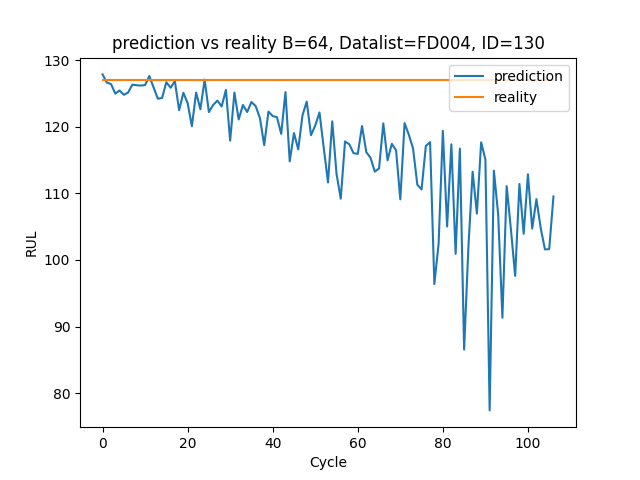 prediction vs reality B=64, Datalist=FD004, ID=130
130
120
110
100
90
80
RUL
prediction
reality
0
20
40
60
80
100
Cycle